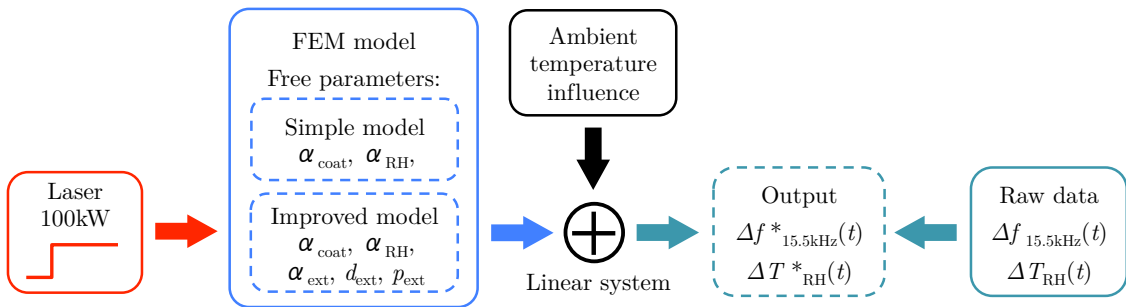 Laser
100kW
FEM model
Free parameters:
Simple model
α_coat, α_RH,
Improved model
α_coat, α_RH,
α_ext, d_ext, p_ext
Ambient
temperature
influence
Linear system
Output
Δf *_15.5kHz(t)
ΔT *_RH(t)
Raw data
Δf_15.5kHz(t)
ΔT_RH(t)